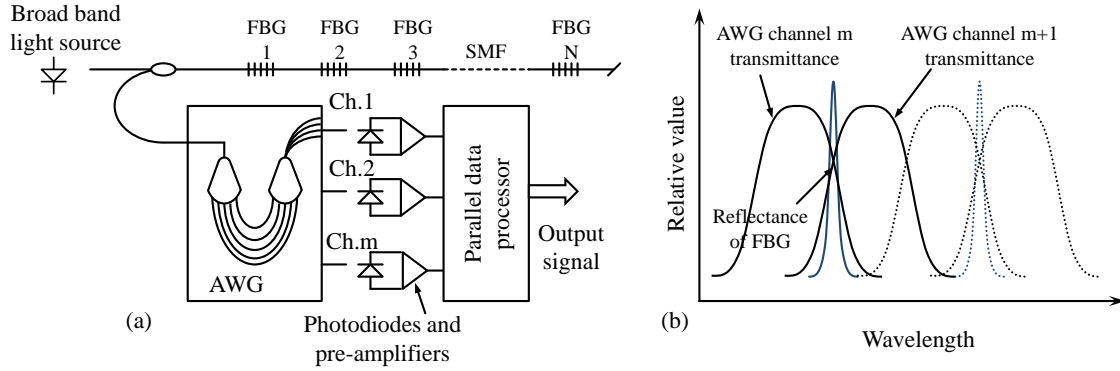 Broad band
light source
FBG
1
FBG
2
FBG
3
SMF
FBG
N
Ch.1
Ch.2
Ch.m
AWG
Parallel data
processor
Output
signal
Photodiodes and
pre-amplifiers
(a)
AWG channel m
transmittance
AWG channel m+1
transmittance
Relative value
Reflectance
of FBG
Wavelength
(b)